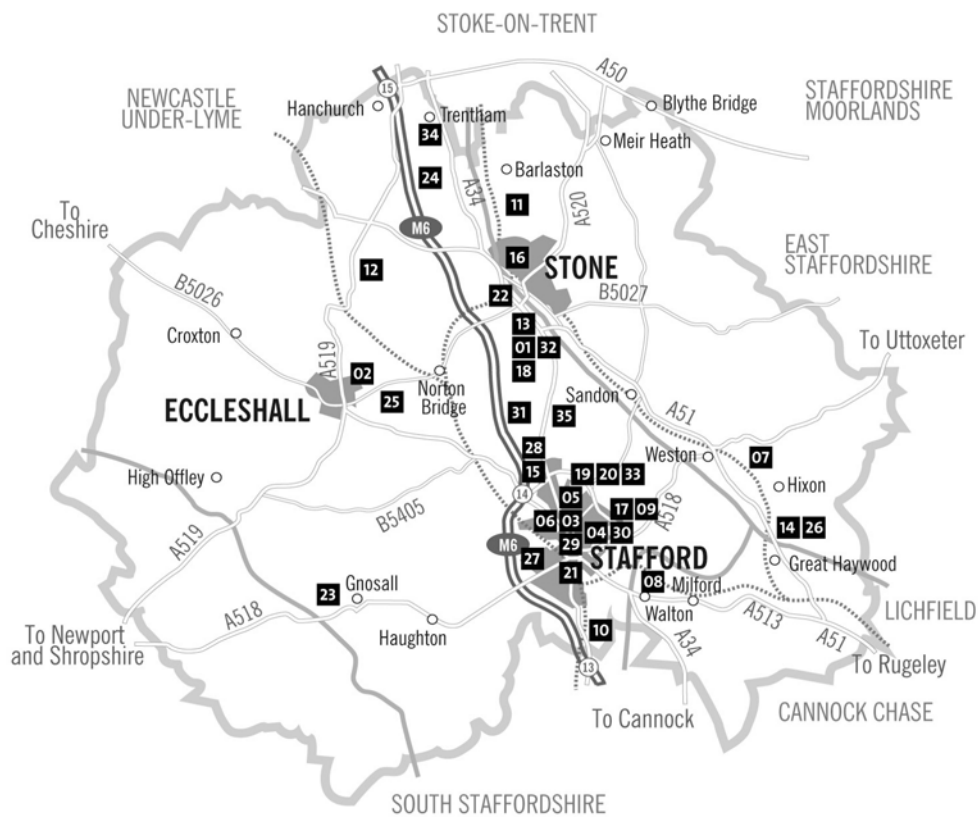 STOKE-ON-TRENT
A50
15
NEWCASTLE
UNDER-LYME
Hanchurch
Trentham
Blythe Bridge
STAFFORDSHIRE
MOORLANDS
34
Meir Heath
24
A34
Barlaston
A520
11
To
Cheshire
M6
16
STONE
EAST
STAFFORDSHIRE
12
B5026
22
B5027
Croxton
A519
13
01 32
To Uttoxeter
02
Norton
Bridge
18
Sandon
ECCLESHALL
25
31
35
A51
28
Weston
07
High Offley
15
19 20 33
Hixon
14
05
B5405
17 09
A518
06 03
04 30
14 26
A519
M6
29
STAFFORD
27
Great Haywood
21
08
Milford
23
Gnosall
Walton
LICHFIELD
A518
A513
To Newport
and Shropshire
Haughton
10
A34
A51
13
To Rugeley
To Cannock
CANNOCK CHASE
SOUTH STAFFORDSHIRE